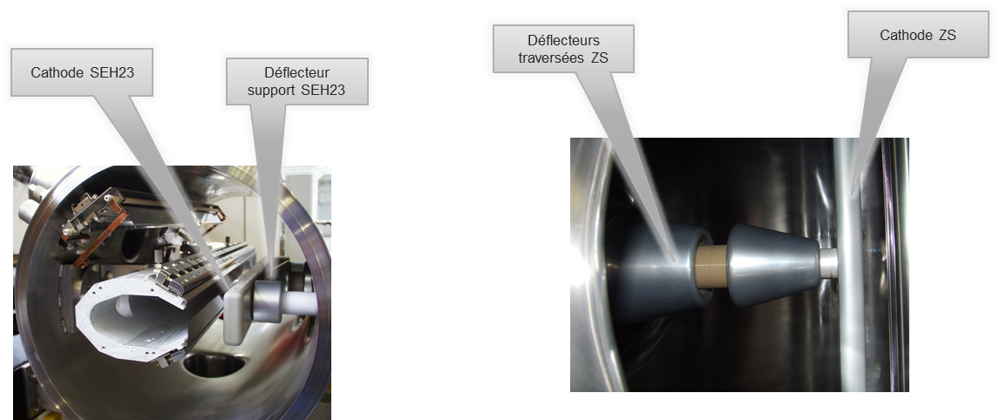 Cathode SEH23
Déflecteur
support SEH23
Déflecteurs
traversées ZS
Cathode ZS